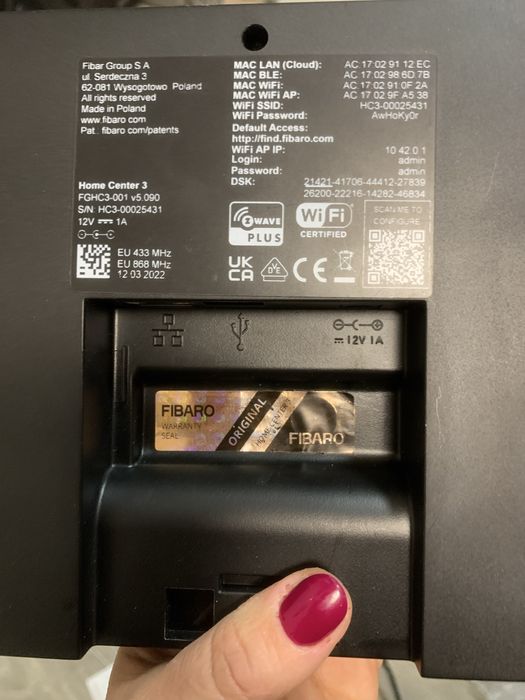 Fibar Group S A
ul. Serdeczna 3
62-081 Wysogotowo Poland
All rights reserved
Made in Poland
www.fibaro.com
Pat. fibaro.com/patents
Home Center 3
FGHC3-001 v5.090
S/N: HC3-00025431
12V 1A
EU 433 MHz
EU 868 MHz
12 03 2022
MAC LAN (Cloud): AC 17 02 91 12 EC
MAC BLE: AC 17 02 98 6D 7B
MAC WiFi: AC 17 02 91 0F 2A
MAC WiFi AP: AC 17 02 9F A5 38
WiFi SSID: HC3-00025431
WiFi Password: AwHoKy0r
Default Access:
http://find.fibaro.com
WiFi AP IP: 10 42.0 1
Login: admin
Password: admin
DSK: 21421-41706-44412-27839
26200-22216-14282-46834
Z WAVE
PLUS
WiFi
CERTIFIED
SCAN ME TO
CONFIGURE
UK
CA
VDE
CE
12V 1A
FIBARO
WARRANTY
SEAL
ORIGINAL
HOME CENTER 3
FIBARO